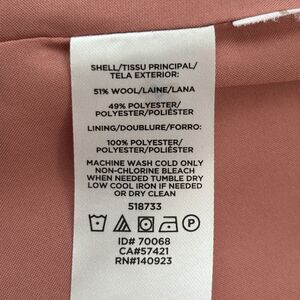 SHELL/TISSU PRINCIPAL/
TELA EXTERIOR:
51% WOOL/LAINE/LANA
49% POLYESTER/
POLYESTER/POLIÉSTER
LINING/DOUBLURE/FORRO:
100% POLYESTER/
POLYESTER/POLIÉSTER
MACHINE WASH COLD ONLY
NON-CHLORINE BLEACH
WHEN NEEDED TUMBLE DRY
LOW COOL IRON IF NEEDED
OR DRY CLEAN
518733
ID# 70068
CA#57421
RN#140923